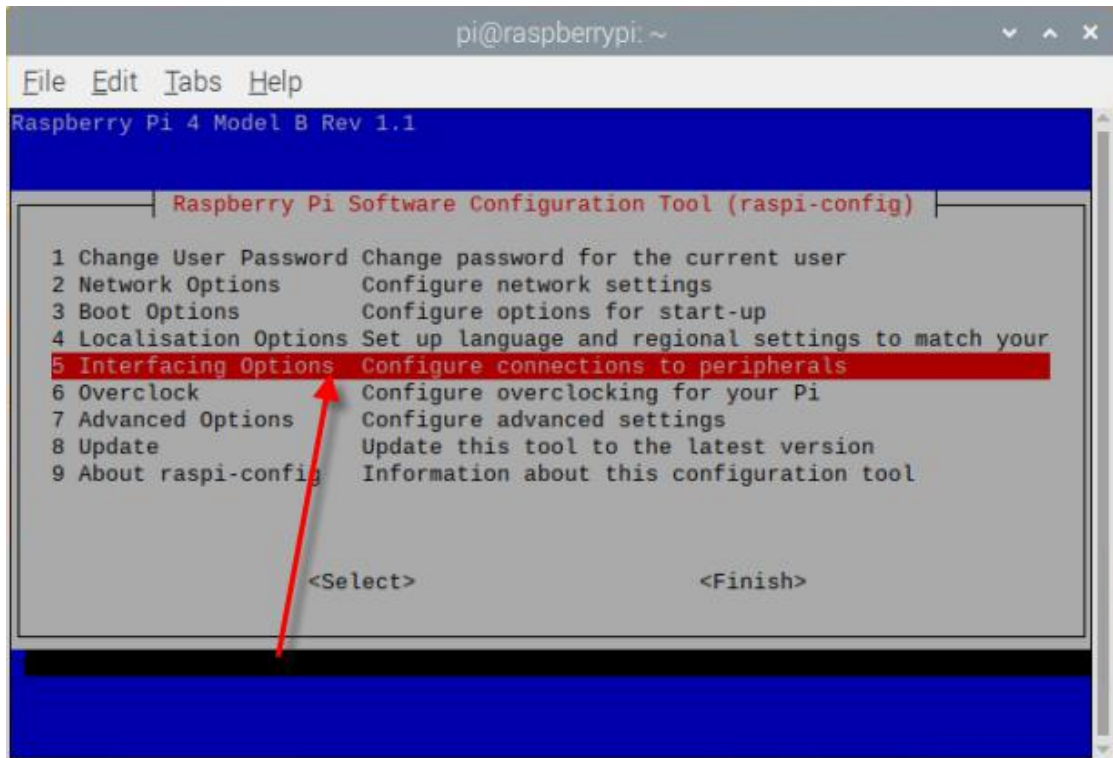 pi@raspberrypi: ~
File Edit Tabs Help
Raspberry Pi 4 Model B Rev 1.1
Raspberry Pi Software Configuration Tool (raspi-config)
1 Change User Password Change password for the current user
2 Network Options Configure network settings
3 Boot Options Configure options for start-up
4 Localisation Options Set up language and regional settings to match your
5 Interfacing Options Configure connections to peripherals
6 Overclock Configure overclocking for your Pi
7 Advanced Options Configure advanced settings
8 Update Update this tool to the latest version
9 About raspi-config Information about this configuration tool
<Select> <Finish>